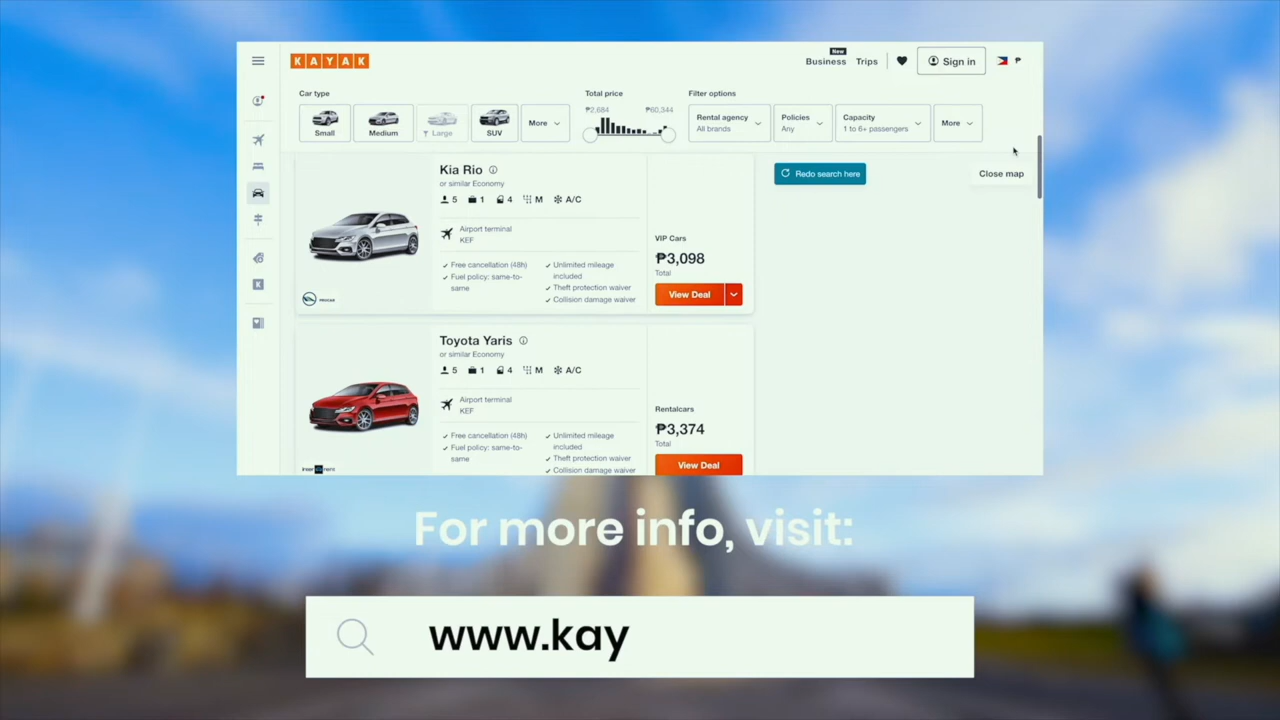 KAYAK
New
Business
Trips
Sign in
₱
Car type
Total price
Filter options
₱2,684
₱60,344
Small
Medium
Large
SUV
More
Rental agency
All brands
Policies
Any
Capacity
1 to 6+ passengers
More
Kia Rio
or similar Economy
5 1 4 M A/C
Airport terminal
KEF
Free cancellation (48h)
Fuel policy: same-to-
same
Unlimited mileage
included
Theft protection waiver
Collision damage waiver
VIP Cars
₱3,098
Total
View Deal
Redo search here
Close map
Toyota Yaris
or similar Economy
5 1 4 M A/C
Airport terminal
KEF
Free cancellation (48h)
Fuel policy: same-to-
same
Unlimited mileage
included
Theft protection waiver
Collision damage waiver
Rentalcars
₱3,374
Total
View Deal
For more info, visit:
www.kay